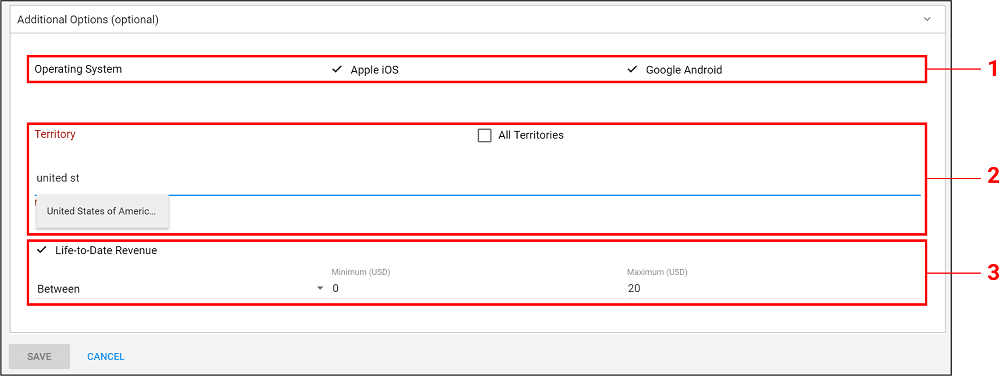 Additional Options (optional)
Operating System Apple iOS Google Android 1
Territory All Territories
united st 2
United States of Americ...
Life-to-Date Revenue
Minimum (USD) Maximum (USD) 3
Between 0 20
SAVE CANCEL